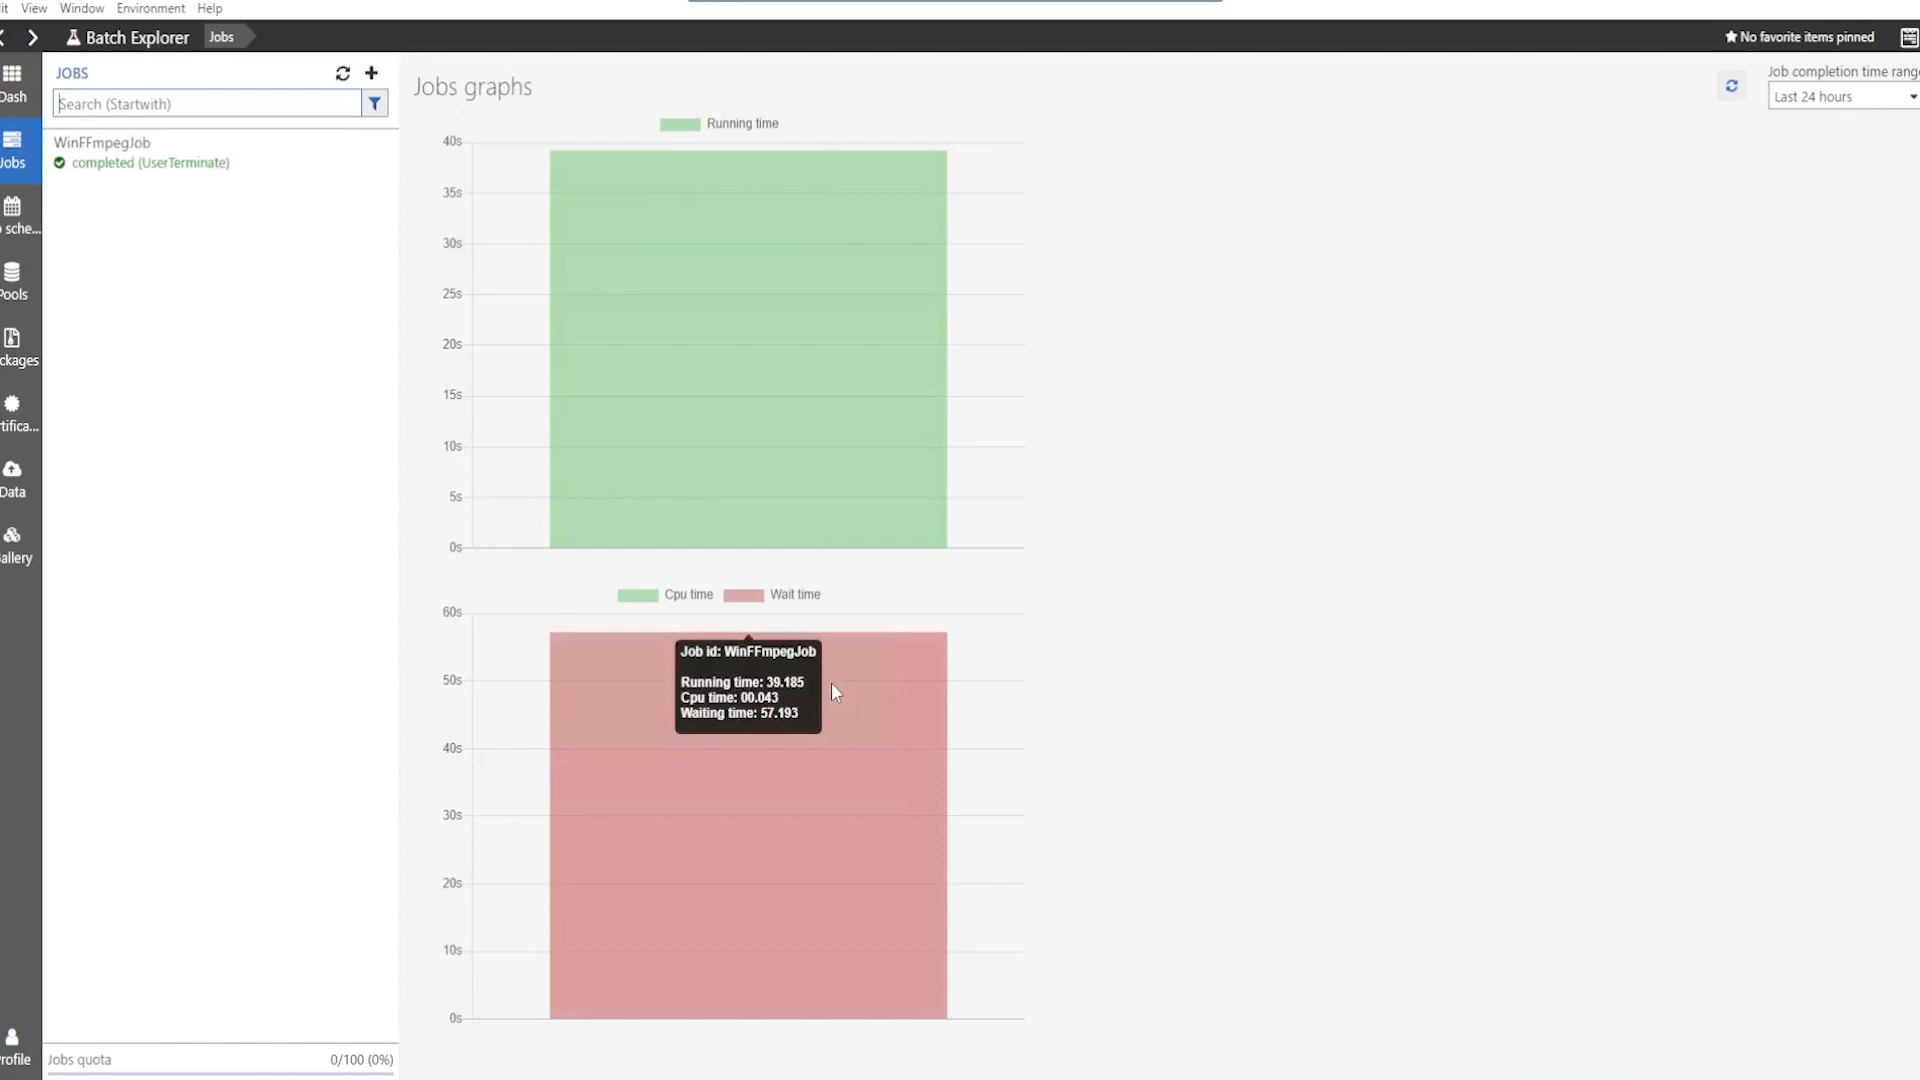 it View Window Environment Help
Batch Explorer Jobs No favorite items pinned
Dash
Jobs
o sche...
Pools
ckages
rtifica...
Data
allery
rofile
JOBS
Search (Startwith)
WinFFmpegJob
completed (UserTerminate)
Jobs quota 0/100 (0%)
Jobs graphs
Job completion time rang
Last 24 hours
Running time
40s
35s
30s
25s
20s
15s
10s
5s
0s
Cpu time Wait time
60s
50s
40s
30s
20s
10s
0s
Job id: WinFFmpegJob
Running time: 39.185
Cpu time: 00.043
Waiting time: 57.193